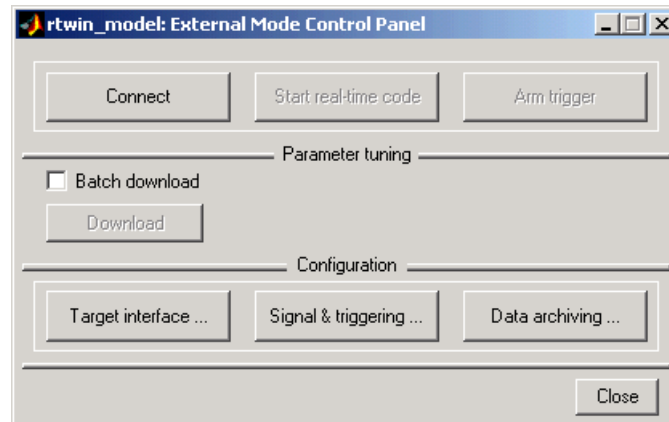 rtwin_model: External Mode Control Panel
Connect
Start real-time code
Arm trigger
Parameter tuning
Batch download
Download
Configuration
Target interface ...
Signal & triggering ...
Data archiving ...
Close